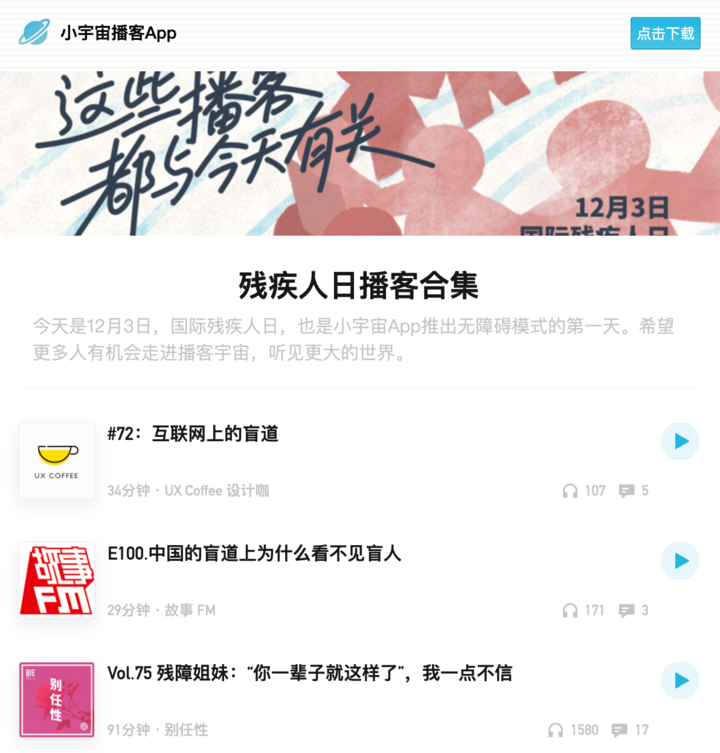 小宇宙播客App
点击下载
这些播客
都与今天有关
12月3日
国际残疾人日
残疾人日播客合集
今天是12月3日，国际残疾人日，也是小宇宙App推出无障碍模式的第一天。希望
更多人有机会走进播客宇宙，听见更大的世界。
#72：互联网上的盲道
UX COFFEE
34分钟 · UX Coffee 设计咖
107
5
E100.中国的盲道上为什么看不见盲人
故事
FM
29分钟 · 故事 FM
171
3
Vol.75 残障姐妹：“你一辈子就这样了”，我一点不信
BIE
别任性
91分钟 · 别任性
1580
17